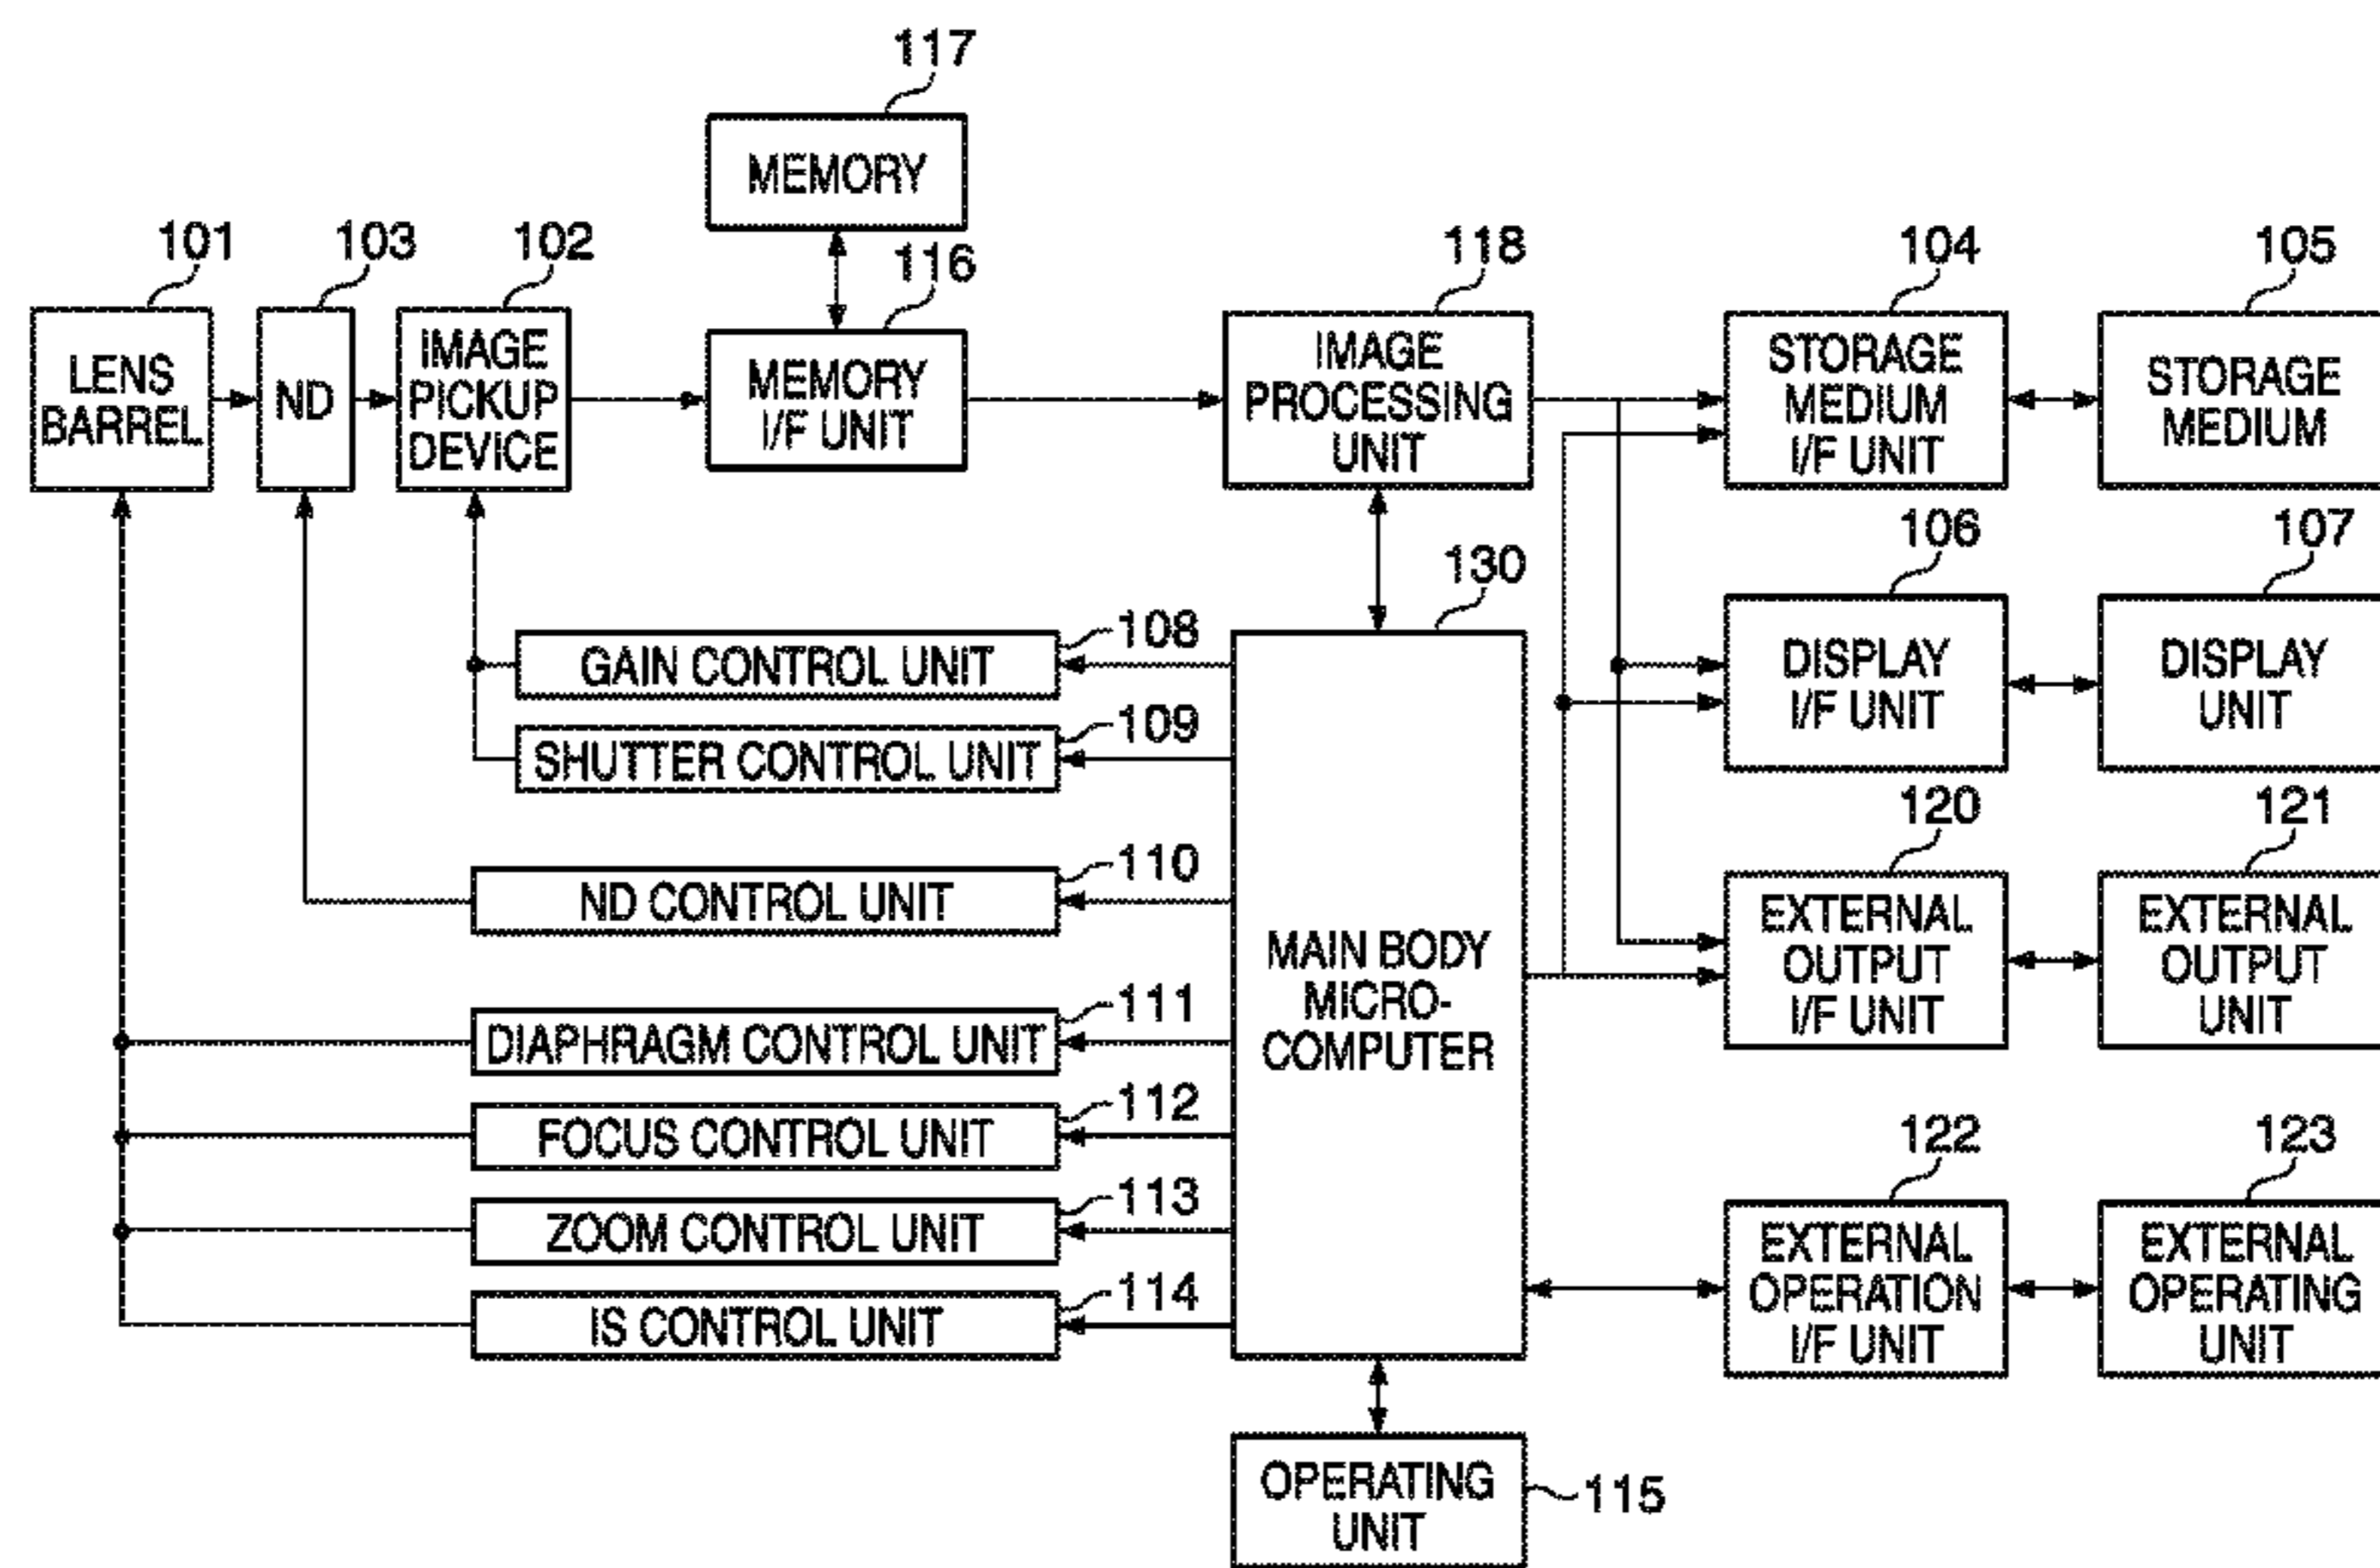 117
MEMORY
101
103
102
116
118
104
105
LENS
BARREL
ND
IMAGE
PICKUP
DEVICE
MEMORY
I/F UNIT
IMAGE
PROCESSING
UNIT
STORAGE
MEDIUM
I/F UNIT
STORAGE
MEDIUM
106
107
130
108
GAIN CONTROL UNIT
DISPLAY
I/F UNIT
DISPLAY
UNIT
109
SHUTTER CONTROL UNIT
120
121
110
ND CONTROL UNIT
MAIN BODY
MICRO-
COMPUTER
EXTERNAL
OUTPUT
I/F UNIT
EXTERNAL
OUTPUT
UNIT
111
DIAPHRAGM CONTROL UNIT
112
FOCUS CONTROL UNIT
122
123
113
ZOOM CONTROL UNIT
EXTERNAL
OPERATION
I/F UNIT
EXTERNAL
OPERATING
UNIT
114
IS CONTROL UNIT
OPERATING
UNIT
115